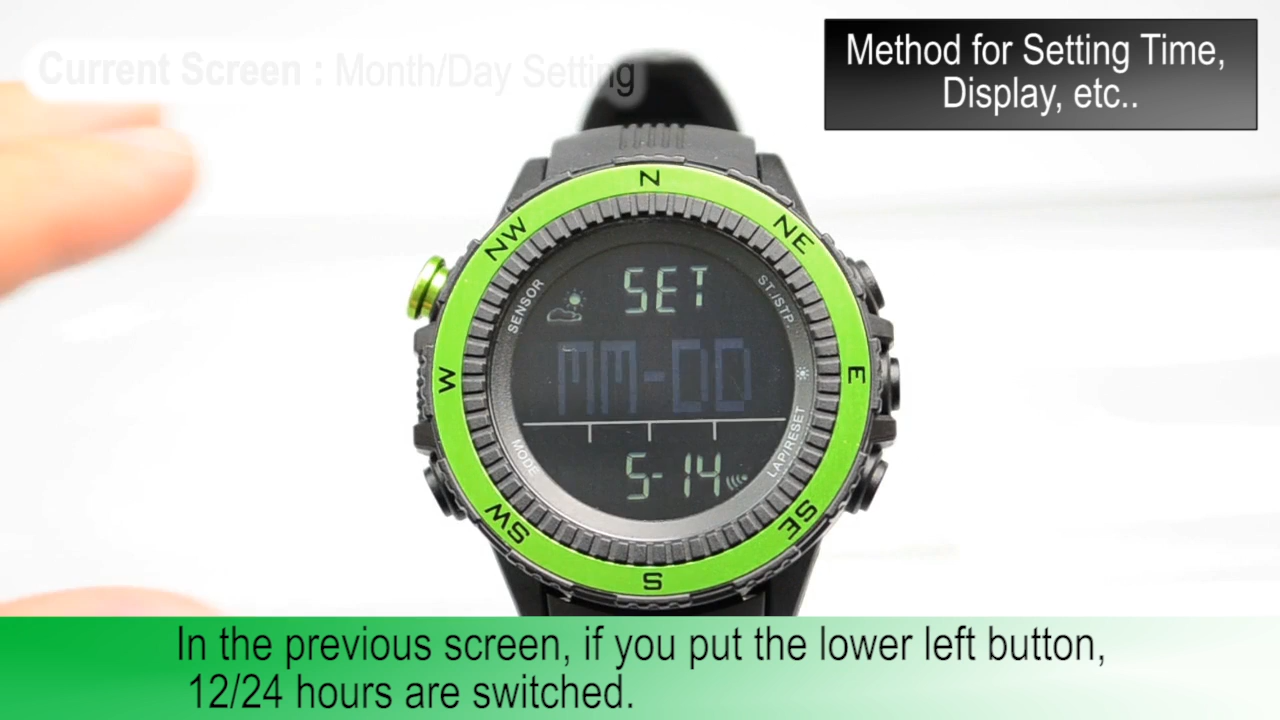 Current Screen : Month/Day Setting
Method for Setting Time,
Display, etc..
N
NW
NE
SENSOR
SET
ST./STP.
MM-DD
W
E
MODE
LAP/RESET
5-14
SW
SE
S
In the previous screen, if you put the lower left button,
12/24 hours are switched.